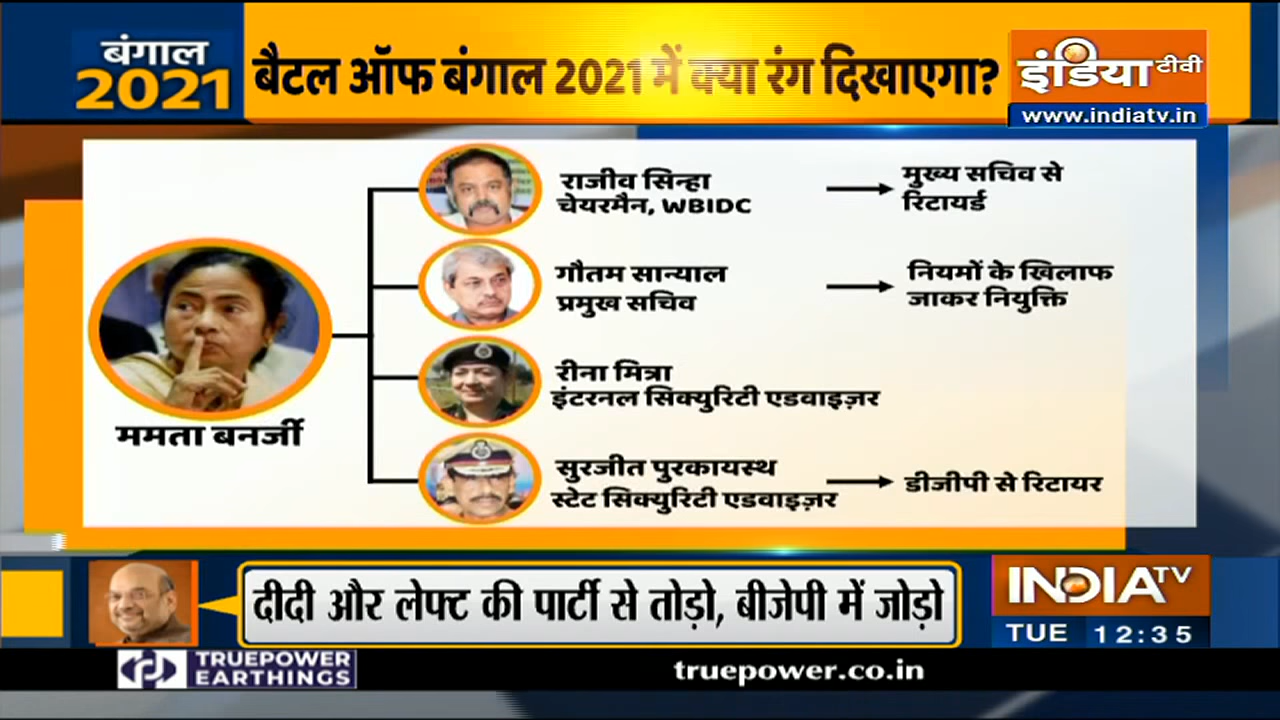 बंगाल
2021
बैटल ऑफ बंगाल 2021 में क्या रंग दिखाएगा?
इंडिया टीवी
www.indiatv.in
राजीव सिन्हा
चेयरमैन, WBIDC
मुख्य सचिव से
रिटायर्ड
गौतम सान्याल
प्रमुख सचिव
नियमों के खिलाफ
जाकर नियुक्ति
रीना मित्रा
इंटरनल सिक्युरिटी एडवाइज़र
ममता बनर्जी
सुरजीत पुरकायस्थ
स्टेट सिक्युरिटी एडवाइज़र
डीजीपी से रिटायर
दीदी और लेफ्ट की पार्टी से तोड़ो, बीजेपी में जोड़ो
INDIA TV
TUE 12:35
TRUEPOWER
EARTHINGS
truepower.co.in